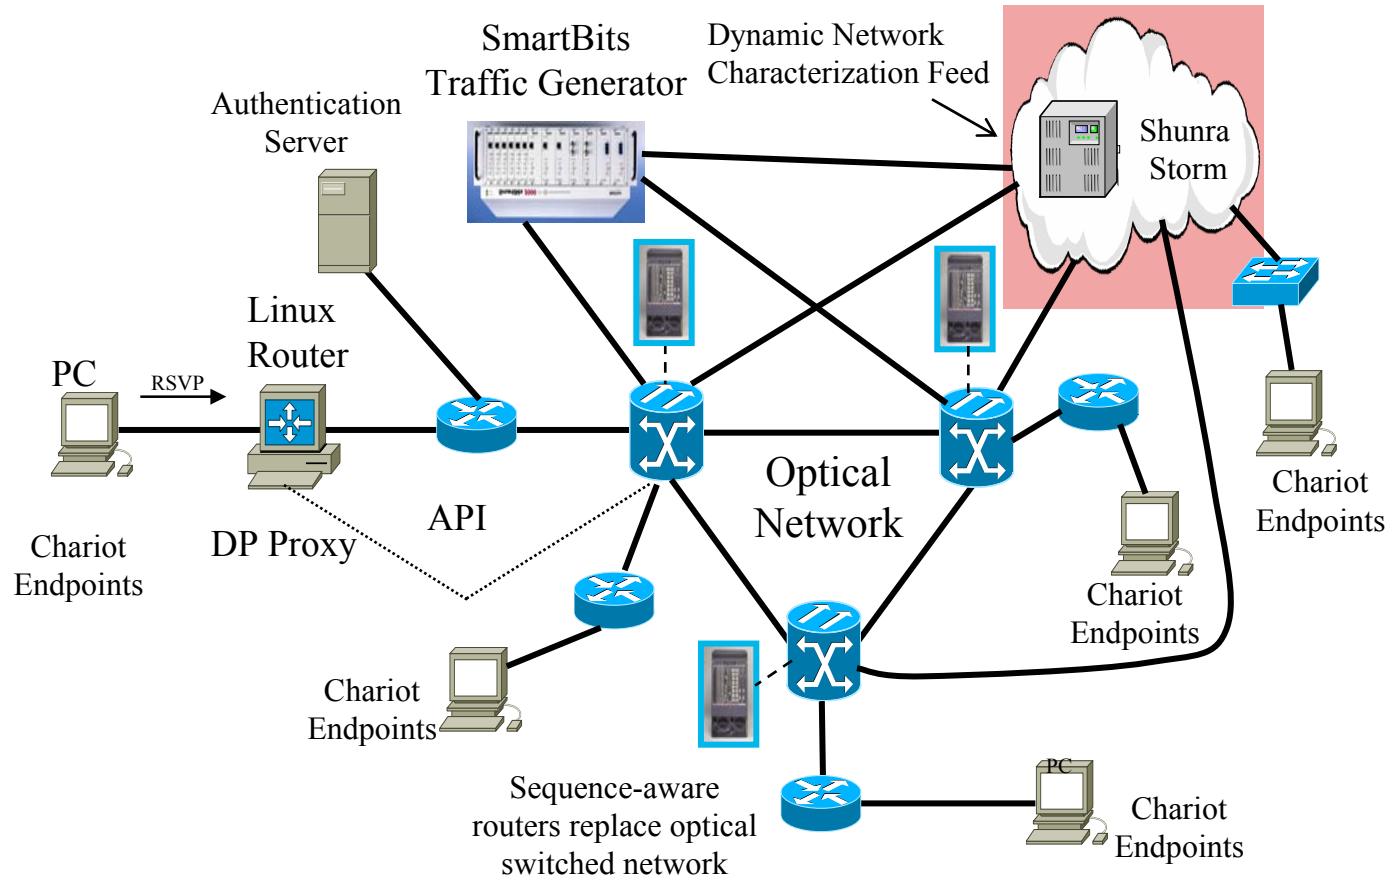 SmartBits
Traffic Generator
Dynamic Network
Characterization Feed
Authentication
Server
Shunra
Storm
Linux
Router
PC
RSVP
Optical
Network
API
DP Proxy
Chariot
Endpoints
Chariot
Endpoints
Chariot
Endpoints
Chariot
Endpoints
Sequence-aware
routers replace optical
switched network
PC
Chariot
Endpoints